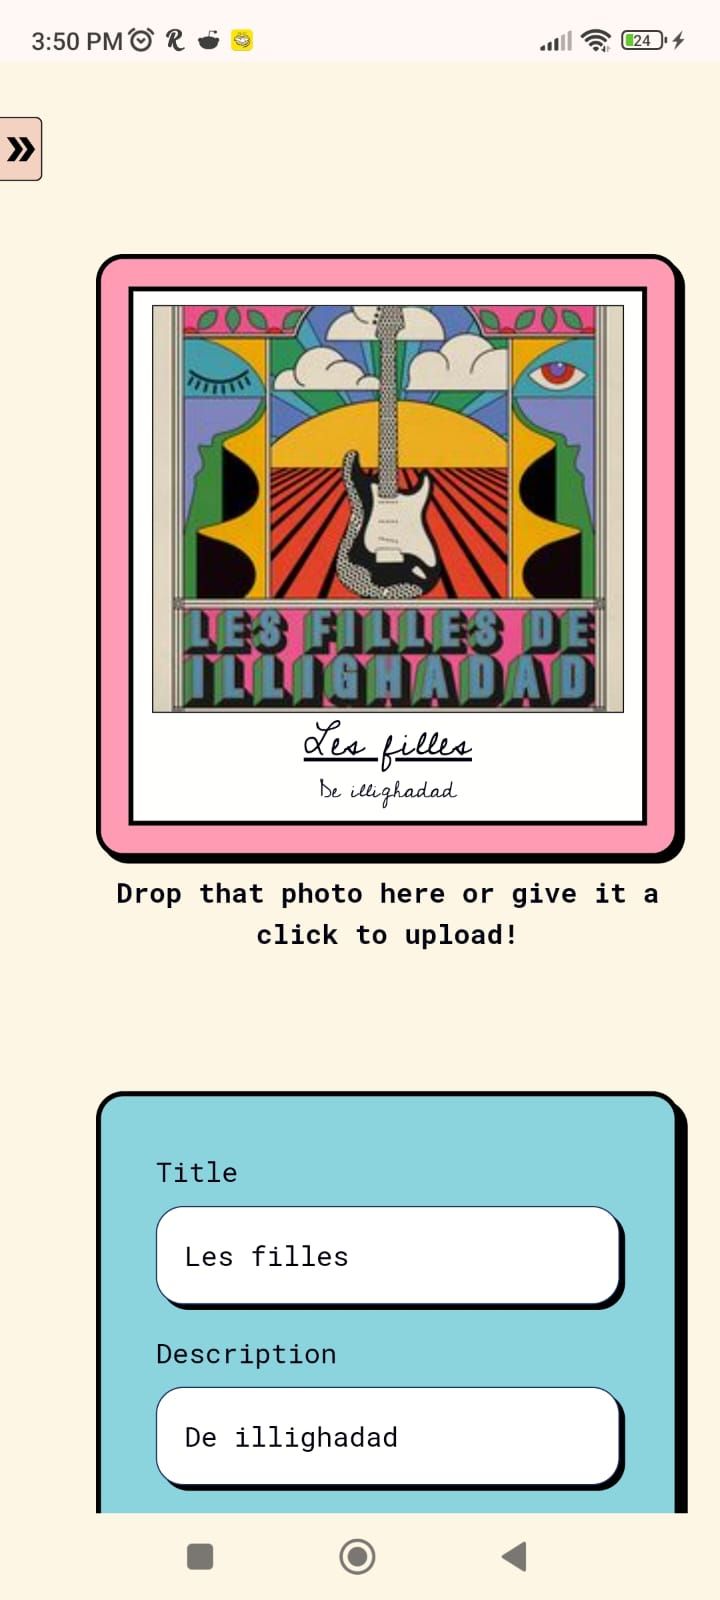 3:50 PM
24
LES FILLES DE
ILLIGHADAD
Les filles
De illighadad
Drop that photo here or give it a
click to upload!
Title
Les filles
Description
De illighadad